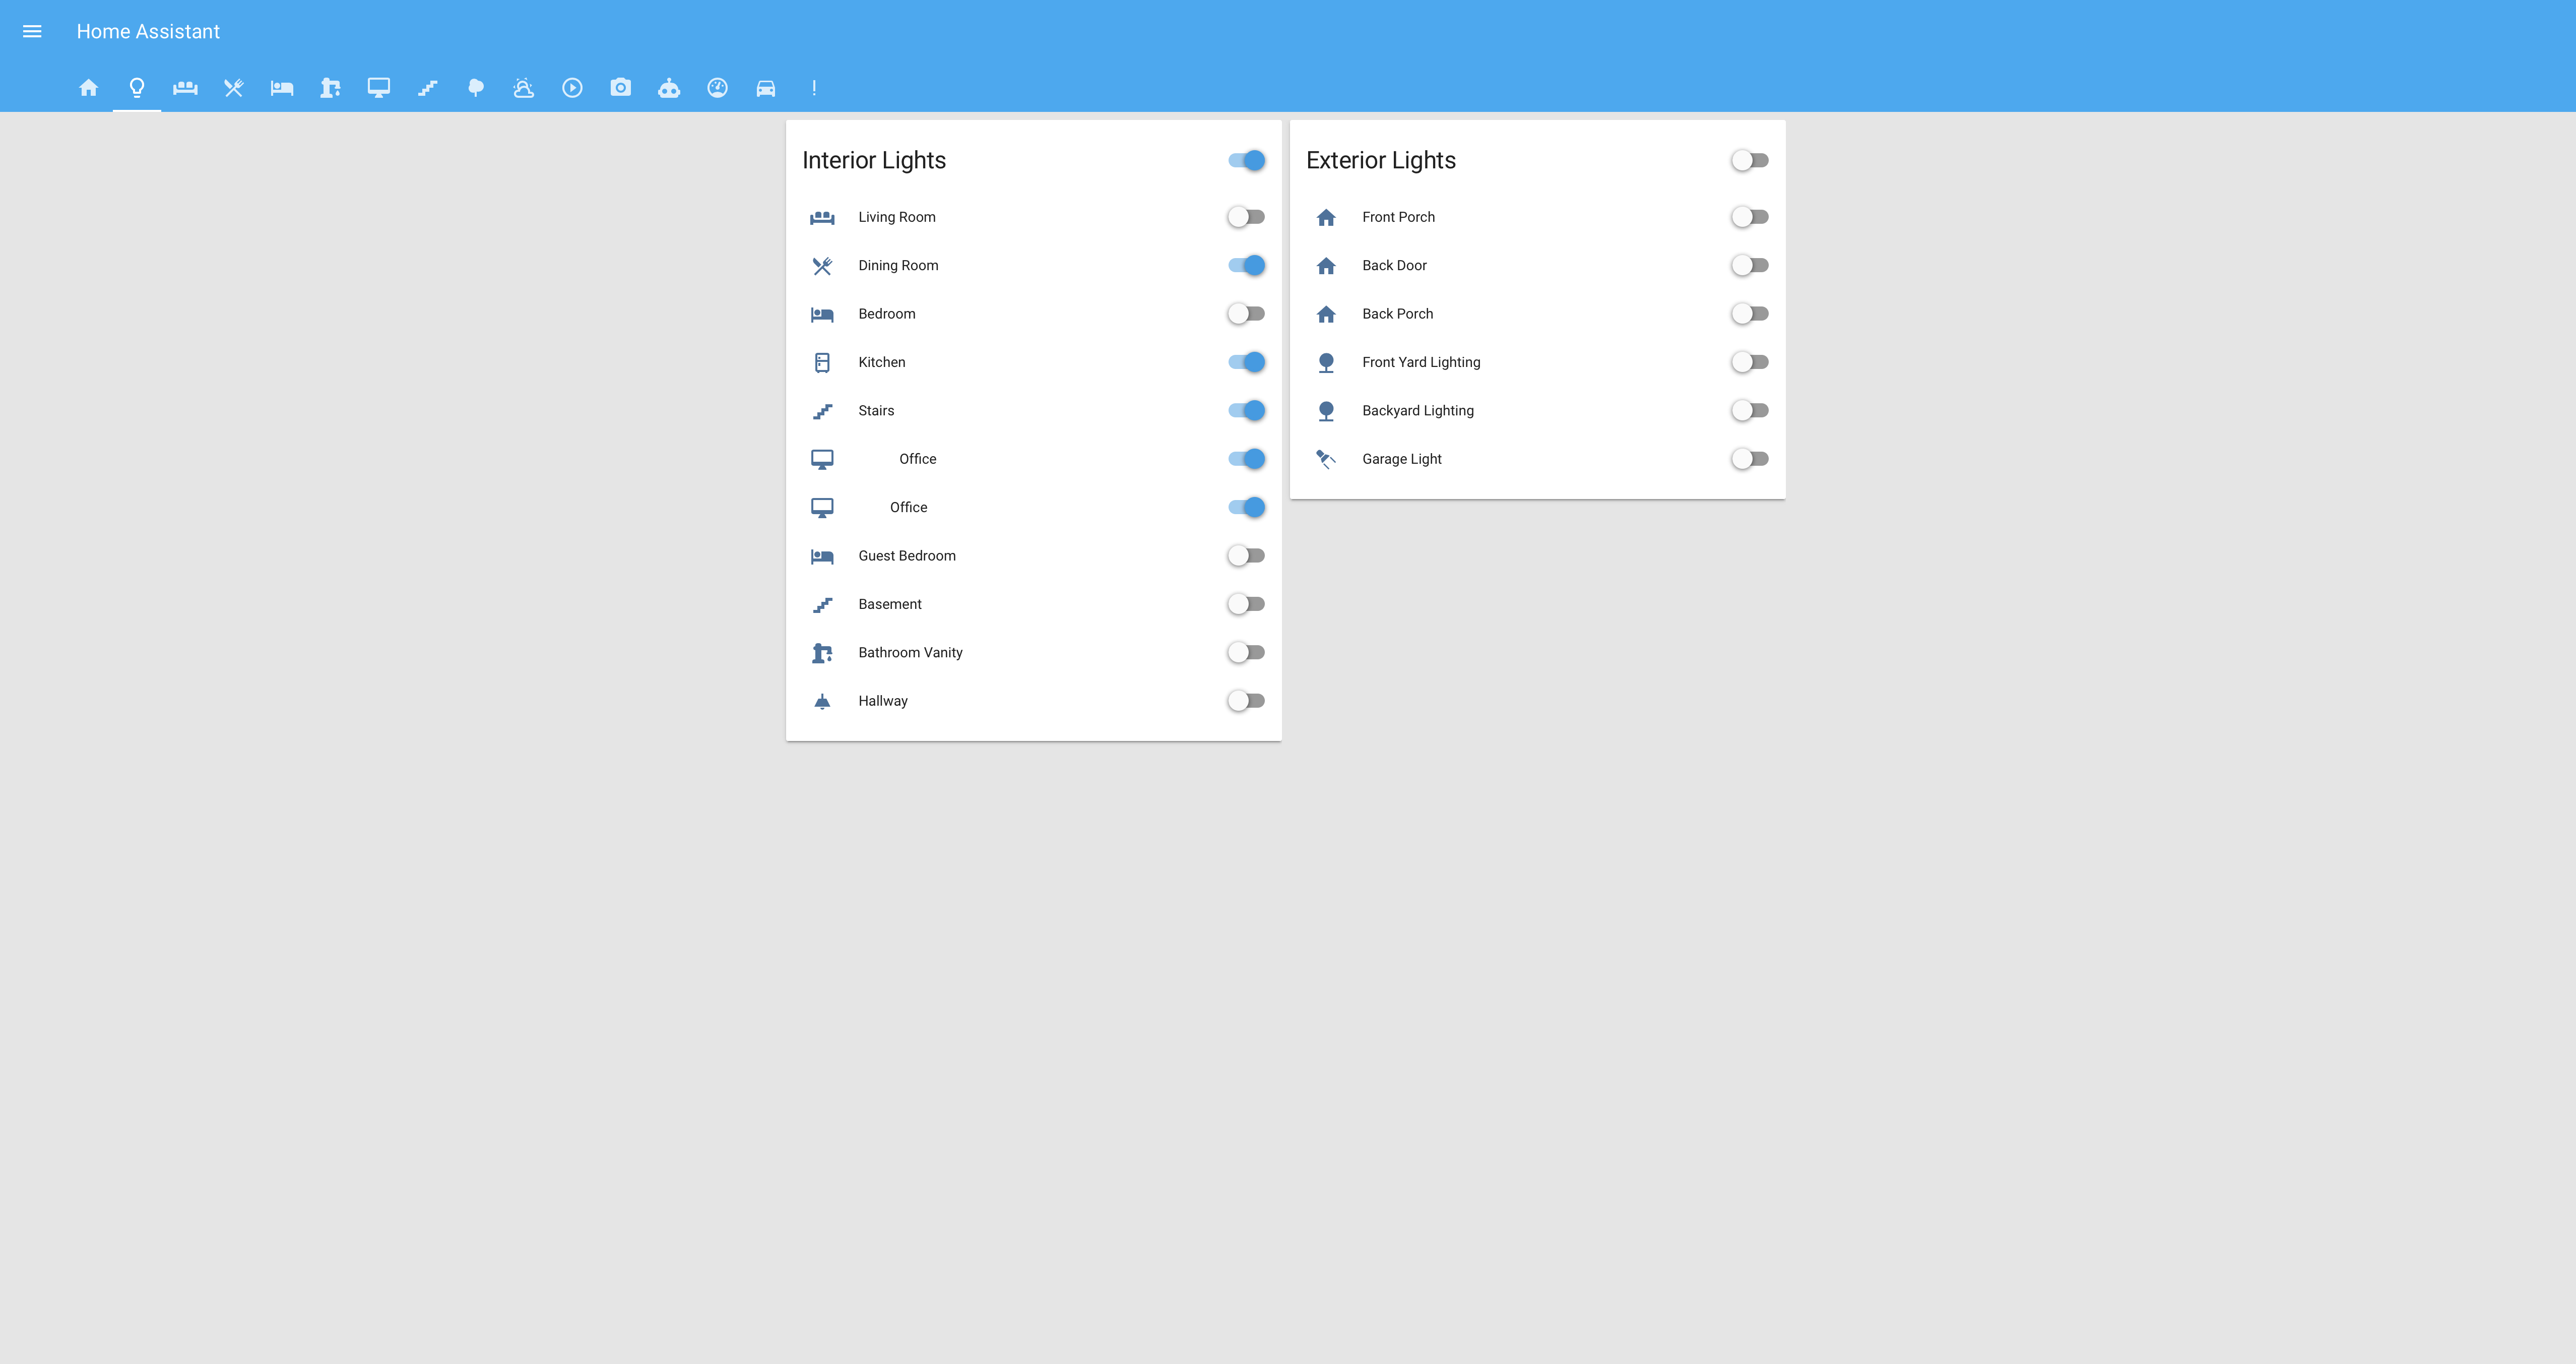 Home Assistant
Interior Lights
Living Room
Dining Room
Bedroom
Kitchen
Stairs
Office
Office
Guest Bedroom
Basement
Bathroom Vanity
Hallway
Exterior Lights
Front Porch
Back Door
Back Porch
Front Yard Lighting
Backyard Lighting
Garage Light